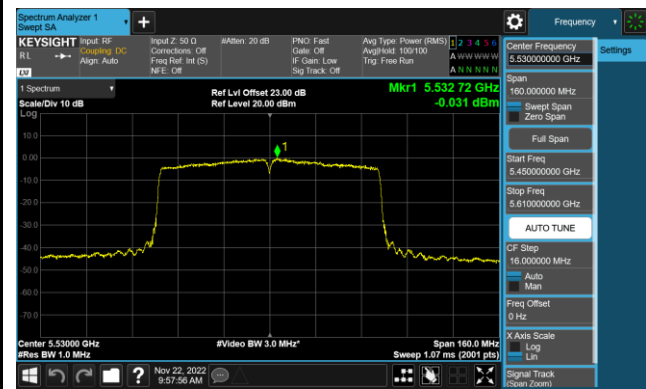 Spectrum Analyzer 1
Swept SA
Frequency
KEYSIGHT
Input: RF
Coupling: DC
Align: Auto
Input Z: 50 Ω
Corrections: Off
Freq Ref: Int (S)
NFE: Off
#Atten: 20 dB
PNO: Fast
Gate: Off
IF Gain: Low
Sig Track: Off
Avg Type: Power (RMS)
Avg|Hold: 100/100
Trig: Free Run
1 2 3 4 5 6
A W W W W W
A N N N N N
RL
LXI
1 Spectrum
Scale/Div 10 dB
Ref Lvl Offset 23.00 dB
Ref Level 20.00 dBm
Mkr1 5.532 72 GHz
-0.031 dBm
Log
10.0
0.00
-10.0
-20.0
-30.0
-40.0
-50.0
-60.0
-70.0
1
Center 5.53000 GHz
#Res BW 1.0 MHz
#Video BW 3.0 MHz*
Span 160.0 MHz
Sweep 1.07 ms (2001 pts)
Nov 22, 2022
9:57:56 AM
Center Frequency
5.530000000 GHz
Span
160.000000 MHz
Swept Span
Zero Span
Full Span
Start Freq
5.450000000 GHz
Stop Freq
5.610000000 GHz
AUTO TUNE
CF Step
16.000000 MHz
Auto
Man
Freq Offset
0 Hz
X Axis Scale
Log
Lin
Signal Track
(Span Zoom)
Settings